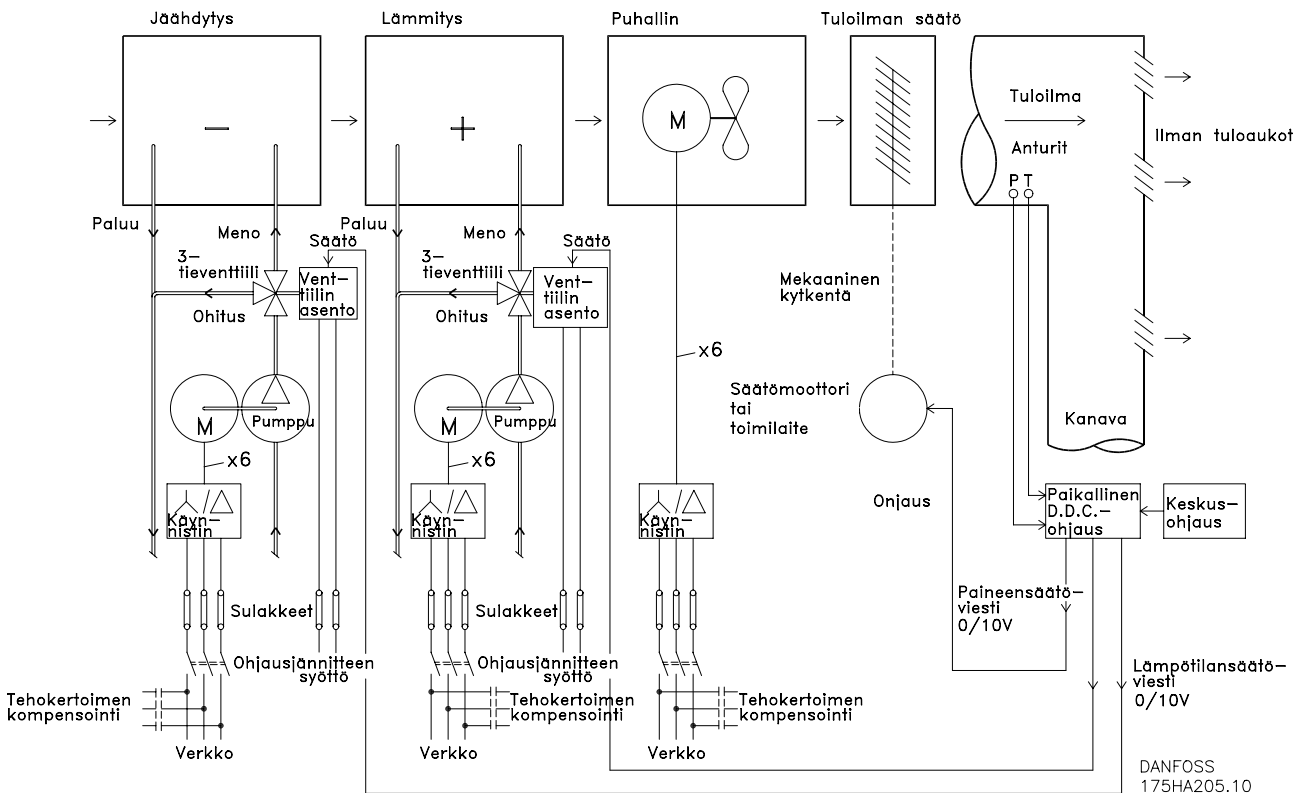 Jäähdytys
Lämmitys
Puhallin
Tuloilman säätö
−
+
M
Tuloilma
Anturit
P T
Ilman tuloaukot
Paluu
Meno
Säätö
3-
tieventtiili
Vent-
tiilin
asento
Ohitus
Paluu
Meno
Säätö
3-
tieventtiili
Vent-
tiilin
asento
Ohitus
Mekaaninen
kytkentä
x6
M
Pumppu
x6
M
Pumppu
x6
Säätömoottori
tai
toimilaite
Kanava
Onjaus
Käyn-
nistin
Käyn-
nistin
Käyn-
nistin
Paikallinen
D.D.C.-
ohjaus
Keskus-
ohjaus
Sulakkeet
Sulakkeet
Paineensäätö-
viesti
0/10V
Ohjausjännitteen
syöttö
Ohjausjännitteen
syöttö
Lämpötilansäätö-
viesti
0/10V
Tehokertoimen
kompensointi
Tehokertoimen
kompensointi
Tehokertoimen
kompensointi
Verkko
Verkko
Verkko
DANFOSS
175HA205.10